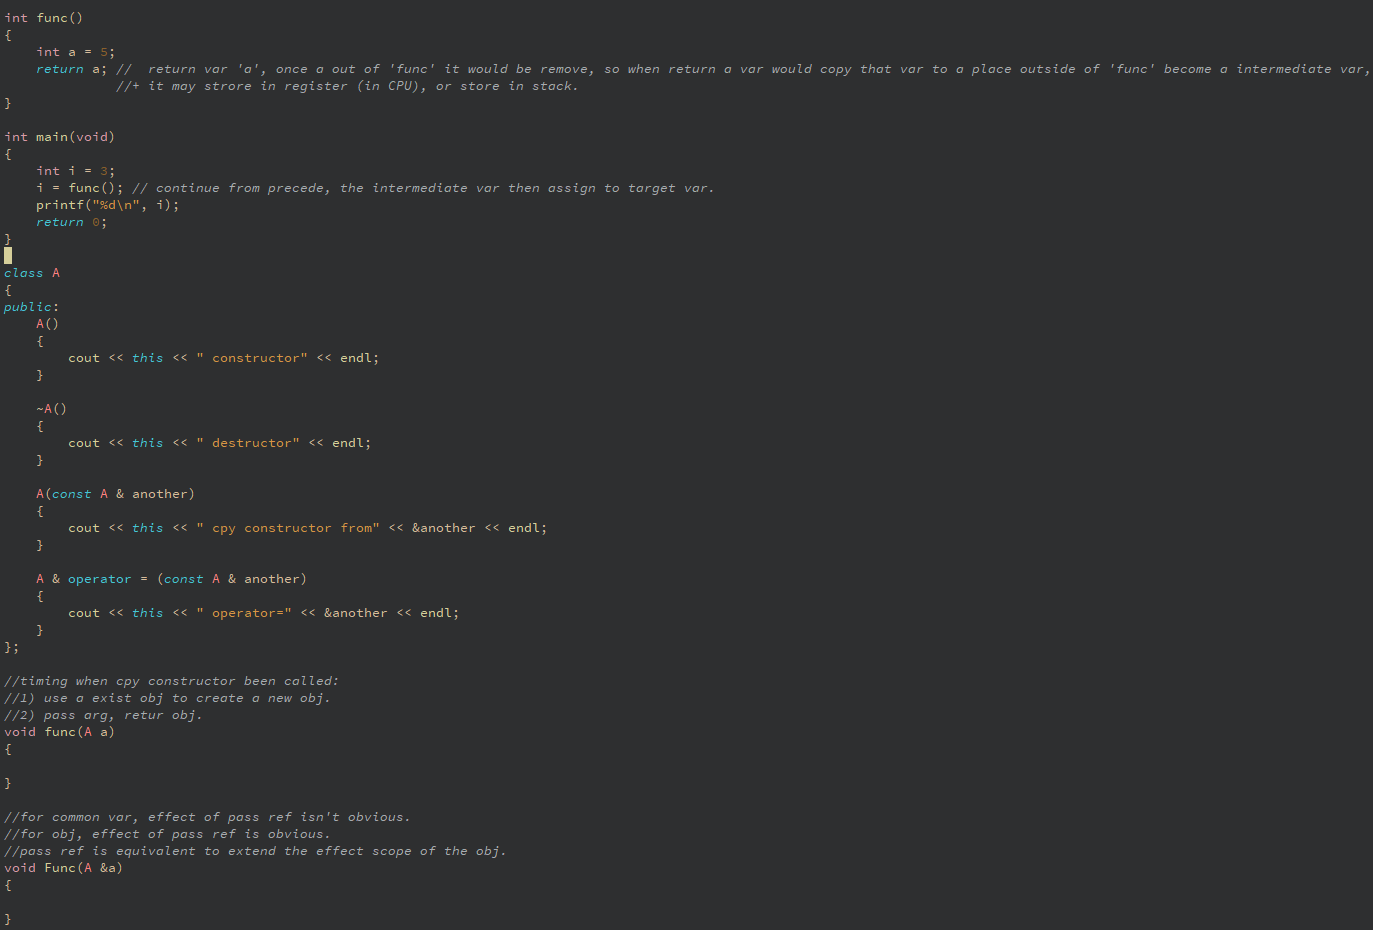 int func()
{
    int a = 5;
    return a; //  return var 'a', once a out of 'func' it would be remove, so when return a var would copy that var to a place outside of 'func' become a intermediate var,
              //+ it may strore in register (in CPU), or store in stack.
}

int main(void)
{
    int i = 3;
    i = func(); // continue from precede, the intermediate var then assign to target var.
    printf("%d\n", i);
    return 0;
}

class A
{
public:
    A()
    {
        cout << this << " constructor" << endl;
    }

    ~A()
    {
        cout << this << " destructor" << endl;
    }

    A(const A & another)
    {
        cout << this << " cpy constructor from" << &another << endl;
    }

    A & operator = (const A & another)
    {
        cout << this << " operator=" << &another << endl;
    }
};

//timing when cpy constructor been called:
//1) use a exist obj to create a new obj.
//2) pass arg, retur obj.
void func(A a)
{

}

//for common var, effect of pass ref isn't obvious.
//for obj, effect of pass ref is obvious.
//pass ref is equivalent to extend the effect scope of the obj.
void Func(A &a)
{

}